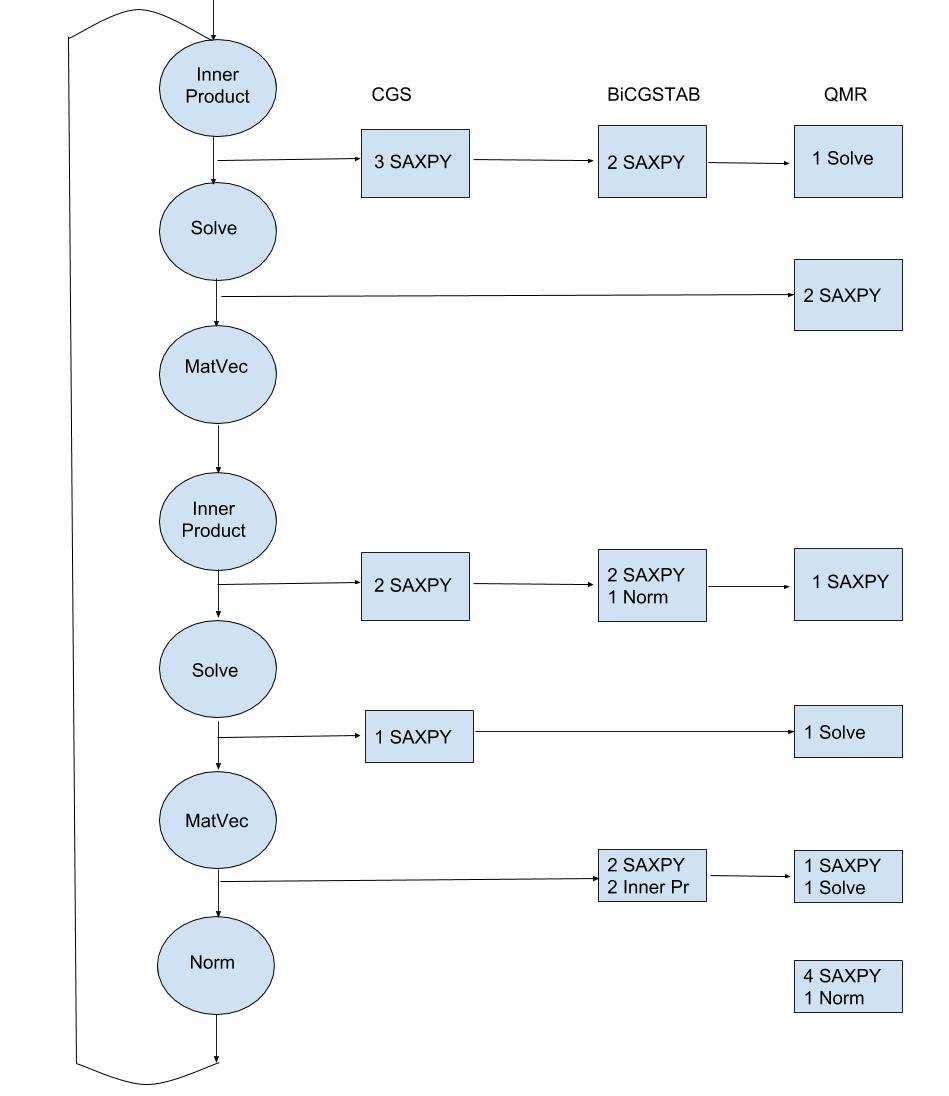 Inner
Product
CGS
BiCGSTAB
QMR
3 SAXPY
2 SAXPY
1 Solve
Solve
2 SAXPY
MatVec
Inner
Product
2 SAXPY
2 SAXPY
1 Norm
1 SAXPY
Solve
1 SAXPY
1 Solve
MatVec
2 SAXPY
2 Inner Pr
1 SAXPY
1 Solve
Norm
4 SAXPY
1 Norm